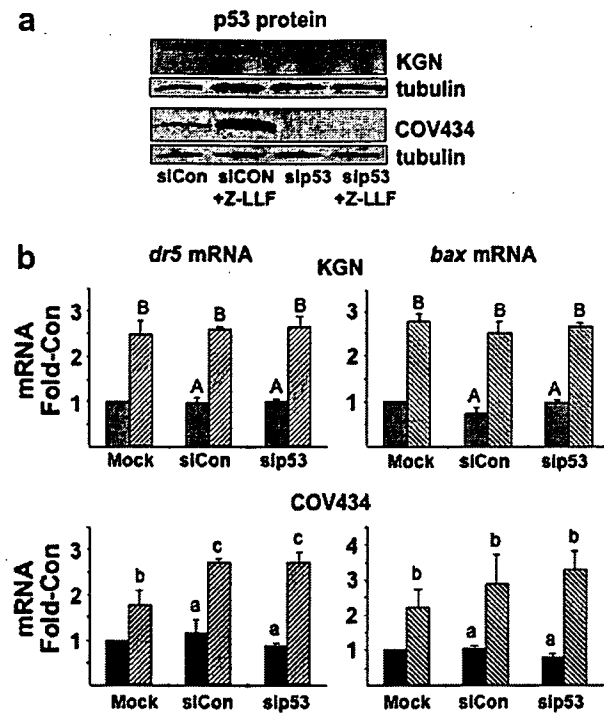 a
p53 protein
KGN
tubulin
COV434
tubulin
siCon siCON sip53 sip53
+Z-LLF +Z-LLF
b
dr5 mRNA bax mRNA
KGN
mRNA
Fold-Con
3
2
1
B B B
A A
Mock siCon sip53
3
2
1
B B B
A A
Mock siCon sip53
COV434
mRNA
Fold-Con
3
2
1
b c c
a a
Mock siCon sip53
4
3
2
1
b b b
a a
Mock siCon sip53